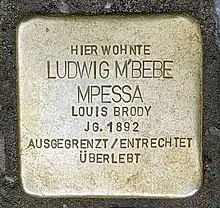 HIER WOHNTE
LUDWIG M'BEBE
MPESSA
LOUIS BRODY
JG. 1892
AUSGEGRENZT / ENTRECHTET
ÜBERLEBT